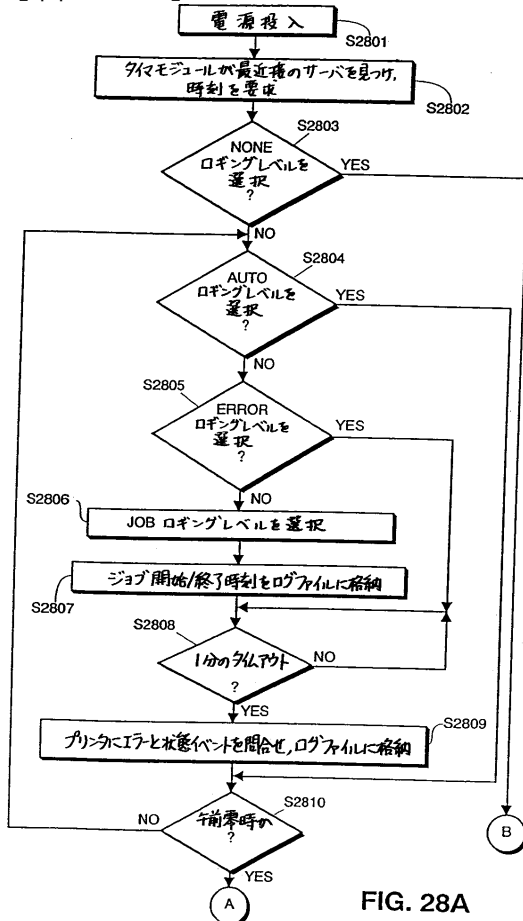 電源投入
S2801
タイマモジュールが最近接のサーバを見つけ,
時刻を要求
S2802
S2803
NONE
ロギングレベルを
選択
?
YES
NO
S2804
AUTO
ロギングレベルを
選択
?
YES
NO
S2805
ERROR
ロギングレベルを
選択
?
YES
NO
S2806
JOB ロギングレベルを選択
ジョブ開始/終了時刻をログファイルに格納
S2807
S2808
1分のタイムアウト
?
NO
YES
S2809
プリンタにエラーと状態イベントを問合せ,ログファイルに格納
S2810
NO
午前零時か
?
YES
B
A
FIG. 28A